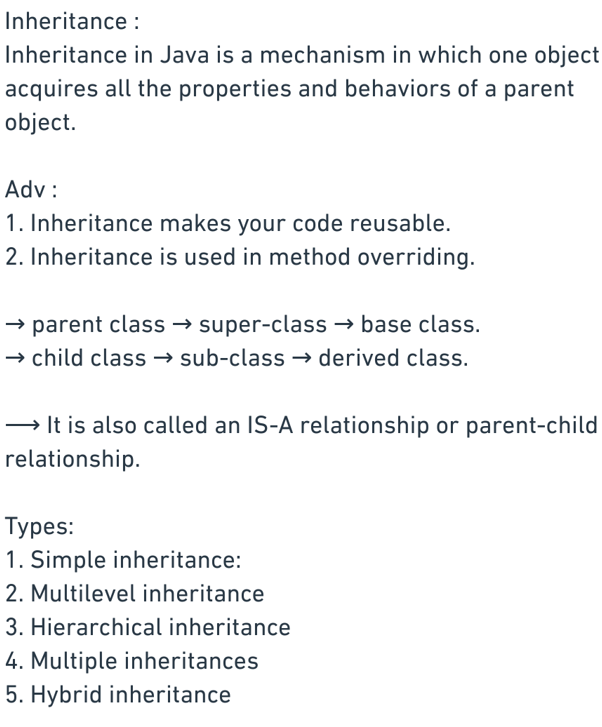 Inheritance :
Inheritance in Java is a mechanism in which one object
acquires all the properties and behaviors of a parent
object.
Adv :
1. Inheritance makes your code reusable.
2. Inheritance is used in method overriding.
→ parent class → super-class → base class.
→ child class → sub-class → derived class.
⟶ It is also called an IS-A relationship or parent-child
relationship.
Types:
1. Simple inheritance:
2. Multilevel inheritance
3. Hierarchical inheritance
4. Multiple inheritances
5. Hybrid inheritance